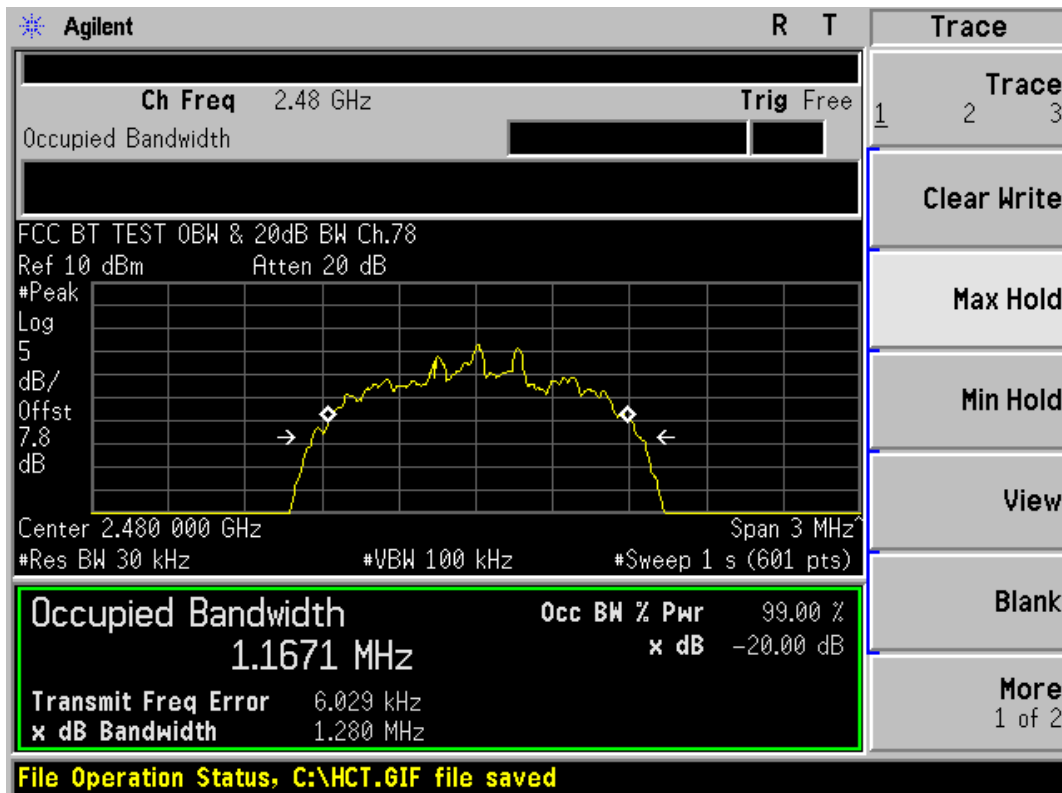 Agilent R T Trace
Ch Freq 2.48 GHz Trig Free
Occupied Bandwidth
Trace
1 2 3
Clear Write
Max Hold
Min Hold
View
Blank
More
1 of 2
FCC BT TEST OBW & 20dB BW Ch.78
Ref 10 dBm Atten 20 dB
#Peak
Log
5
dB/
Offst
7.8
dB
Center 2.480 000 GHz Span 3 MHz^
#Res BW 30 kHz #VBW 100 kHz #Sweep 1 s (601 pts)
Occupied Bandwidth Occ BW % Pwr 99.00 %
1.1671 MHz x dB -20.00 dB
Transmit Freq Error 6.029 kHz
x dB Bandwidth 1.280 MHz
File Operation Status, C:\HCT.GIF file saved